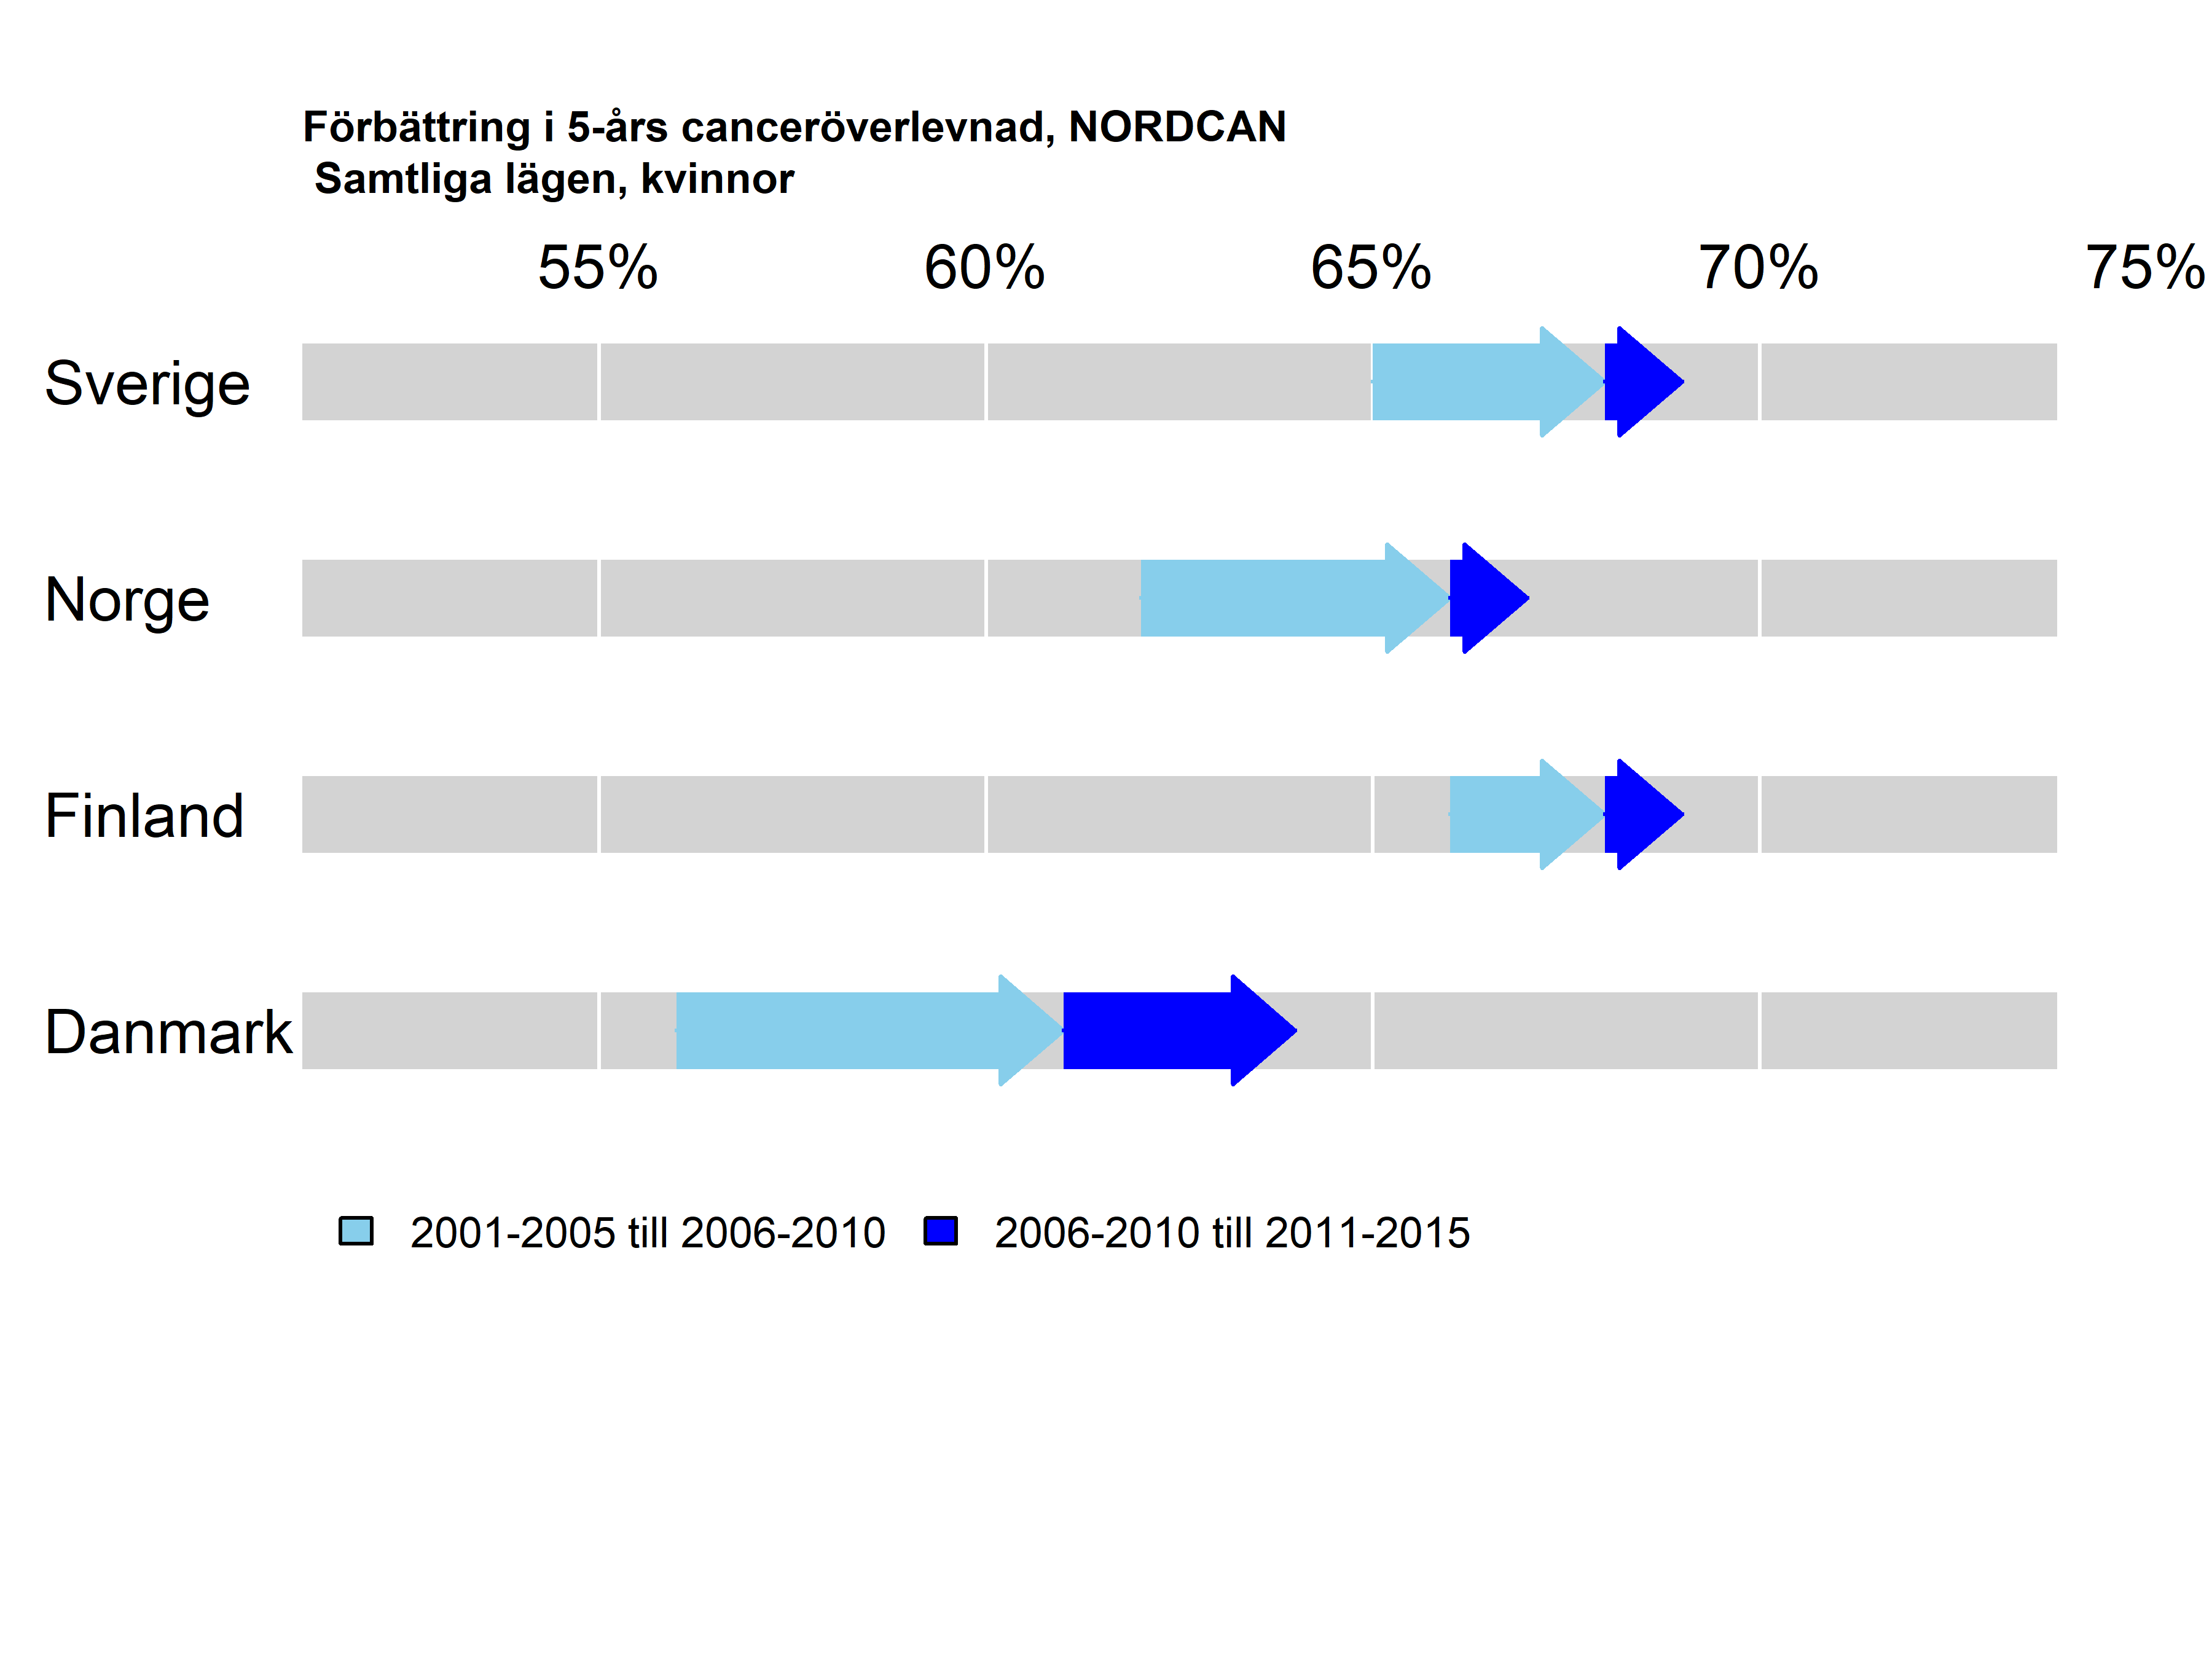 Förbättring i 5-års canceröverlevnad, NORDCAN
Samtliga lägen, kvinnor
55% 60% 65% 70% 75%
Sverige
Norge
Finland
Danmark
2001-2005 till 2006-2010 2006-2010 till 2011-2015